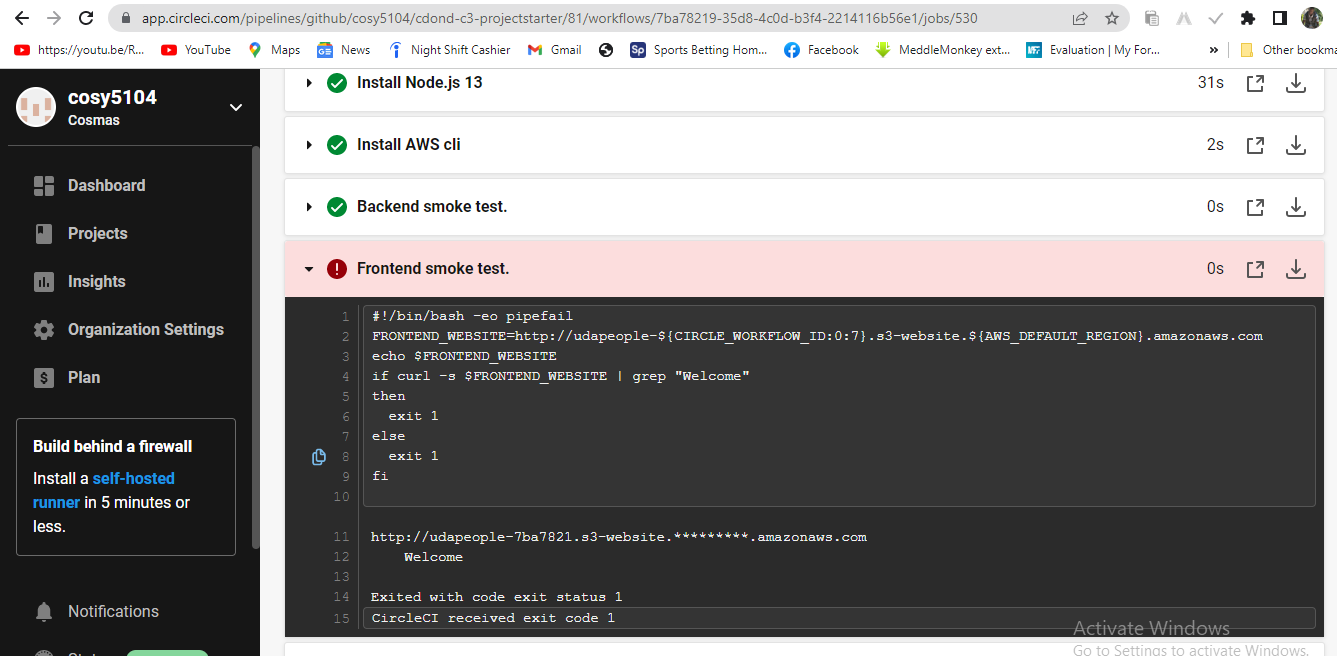 app.circleci.com/pipelines/github/cosy5104/cdond-c3-projectstarter/81/workflows/7ba78219-35d8-4c0d-b3f4-2214116b56e1/jobs/530
https://youtu.be/R... YouTube Maps News Night Shift Cashier Gmail Sports Betting Hom... Facebook MeddleMonkey ext... Evaluation | My For... » Other bookma
cosy5104
Cosmas
Dashboard
Projects
Insights
Organization Settings
Plan
Build behind a firewall
Install a self-hosted
runner in 5 minutes or
less.
Notifications
Install Node.js 13 31s
Install AWS cli 2s
Backend smoke test. 0s
Frontend smoke test. 0s
1 #!/bin/bash -eo pipefail
2 FRONTEND_WEBSITE=http://udapeople-${CIRCLE_WORKFLOW_ID:0:7}.s3-website.${AWS_DEFAULT_REGION}.amazonaws.com
3 echo $FRONTEND_WEBSITE
4 if curl -s $FRONTEND_WEBSITE | grep "Welcome"
5 then
6 exit 1
7 else
8 exit 1
9 fi
10
11 http://udapeople-7ba7821.s3-website.*********.amazonaws.com
12 Welcome
13
14 Exited with code exit status 1
15 CircleCI received exit code 1
Activate Windows
Go to Settings to activate Windows.